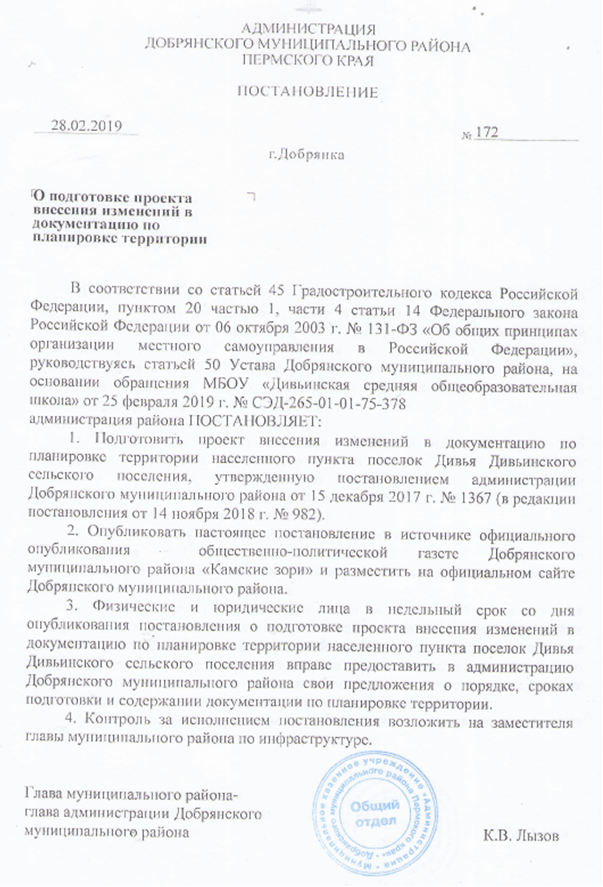 АДМИНИСТРАЦИЯ
ДОБРЯНСКОГО МУНИЦИПАЛЬНОГО РАЙОНА
ПЕРМСКОГО КРАЯ
ПОСТАНОВЛЕНИЕ
28.02.2019
№ 172
г.Добрянка
О подготовке проекта
внесения изменений в
документацию по
планировке территории
В соответствии со статьей 45 Градостроительного кодекса Российской
Федерации, пунктом 20 частью 1, части 4 статьи 14 Федерального закона
Российской Федерации от 06 октября 2003 г. № 131-ФЗ «Об общих принципах
организации местного самоуправления в Российской Федерации»,
руководствуясь статьей 50 Устава Добрянского муниципального района, на
основании обращения МБОУ «Дивьинская средняя общеобразовательная
школа» от 25 февраля 2019 г. № СЭД-265-01-01-75-378
администрация района ПОСТАНОВЛЯЕТ:
1. Подготовить проект внесения изменений в документацию по
планировке территории населенного пункта поселок Дивья Дивьинского
сельского поселения, утвержденную постановлением администрации
Добрянского муниципального района от 15 декабря 2017 г. № 1367 (в редакции
постановления от 14 ноября 2018 г. № 982).
2. Опубликовать настоящее постановление в источнике официального
опубликования общественно-политической газете Добрянского
муниципального района «Камские зори» и разместить на официальном сайте
Добрянского муниципального района.
3. Физические и юридические лица в недельный срок со дня
опубликования постановления о подготовке проекта внесения изменений в
документацию по планировке территории населенного пункта поселок Дивья
Дивьинского сельского поселения вправе предоставить в администрацию
Добрянского муниципального района свои предложения о порядке, сроках
подготовки и содержании документации по планировке территории.
4. Контроль за исполнением постановления возложить на заместителя
главы муниципального района по инфраструктуре.
Глава муниципального района-
глава администрации Добрянского
муниципального района
К.В. Лызов
Муниципальное казенное учреждение «Администрация
Добрянского муниципального района Пермского края»
Общий
отдел